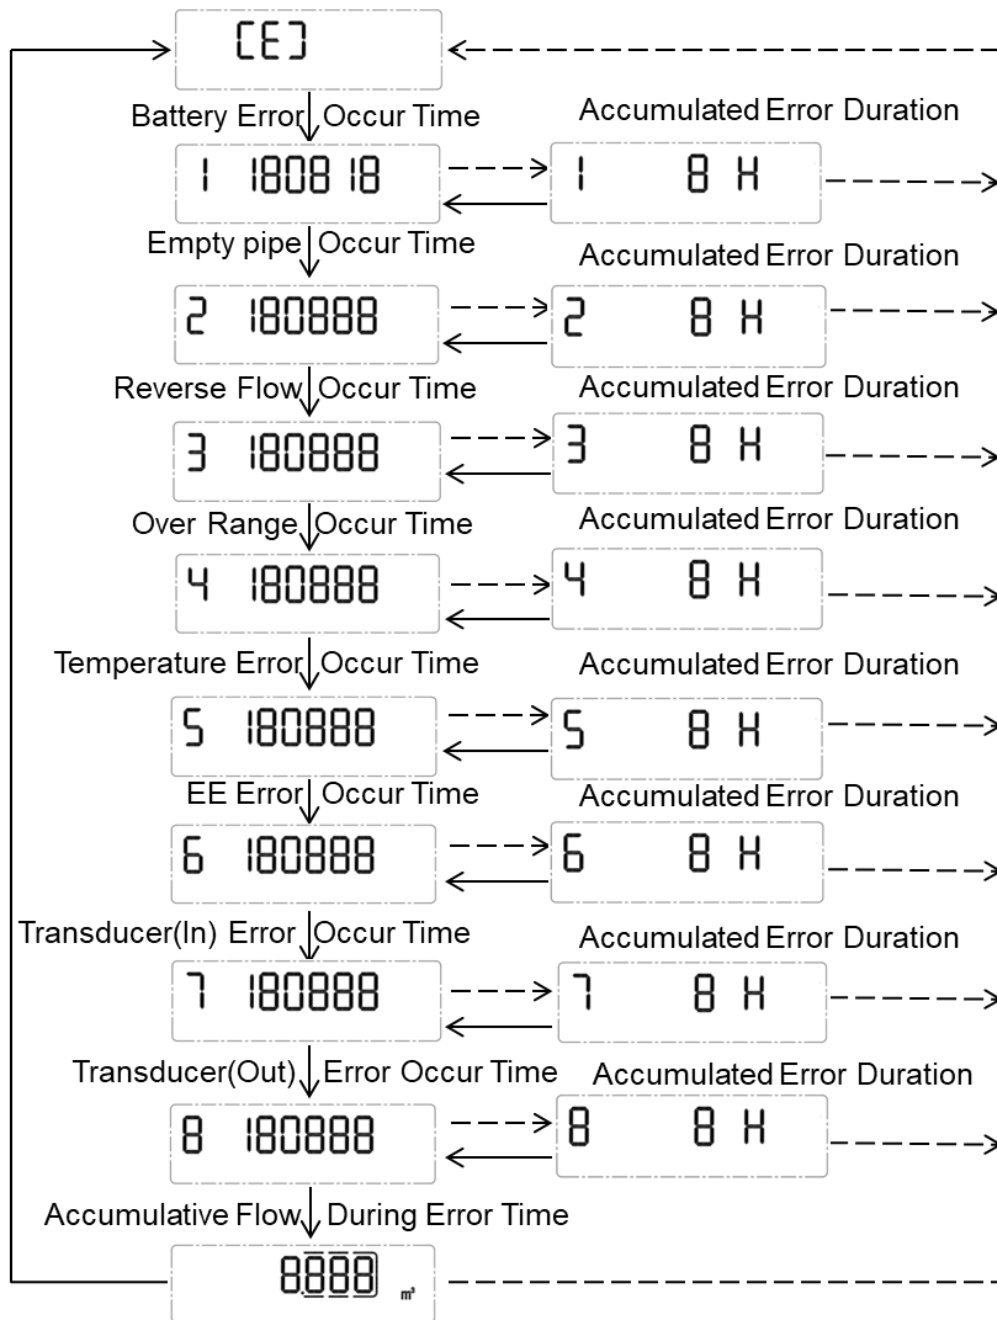 [E]
Battery Error Occur Time Accumulated Error Duration
1 180818 1 8 H
Empty pipe Occur Time Accumulated Error Duration
2 180888 2 8 H
Reverse Flow Occur Time Accumulated Error Duration
3 180888 3 8 H
Over Range Occur Time Accumulated Error Duration
4 180888 4 8 H
Temperature Error Occur Time Accumulated Error Duration
5 180888 5 8 H
EE Error Occur Time Accumulated Error Duration
6 180888 6 8 H
Transducer(In) Error Occur Time Accumulated Error Duration
7 180888 7 8 H
Transducer(Out) Error Occur Time Accumulated Error Duration
8 180888 8 8 H
Accumulative Flow During Error Time
8.888 m³